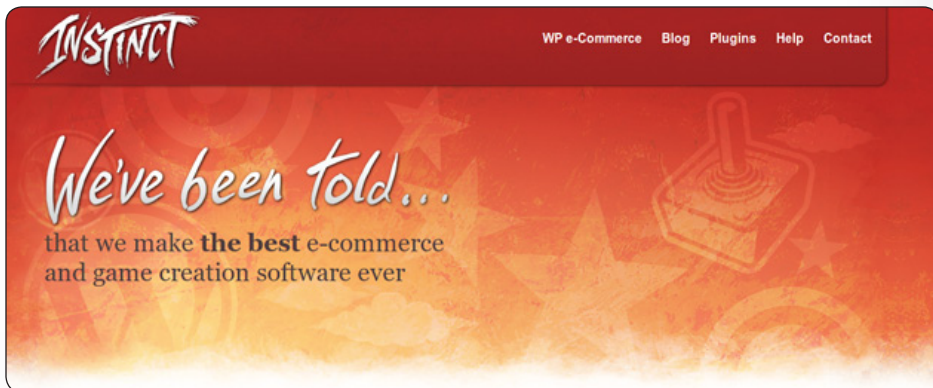 INSTINCT
WP e-Commerce Blog Plugins Help Contact
We've been told...
that we make the best e-commerce
and game creation software ever